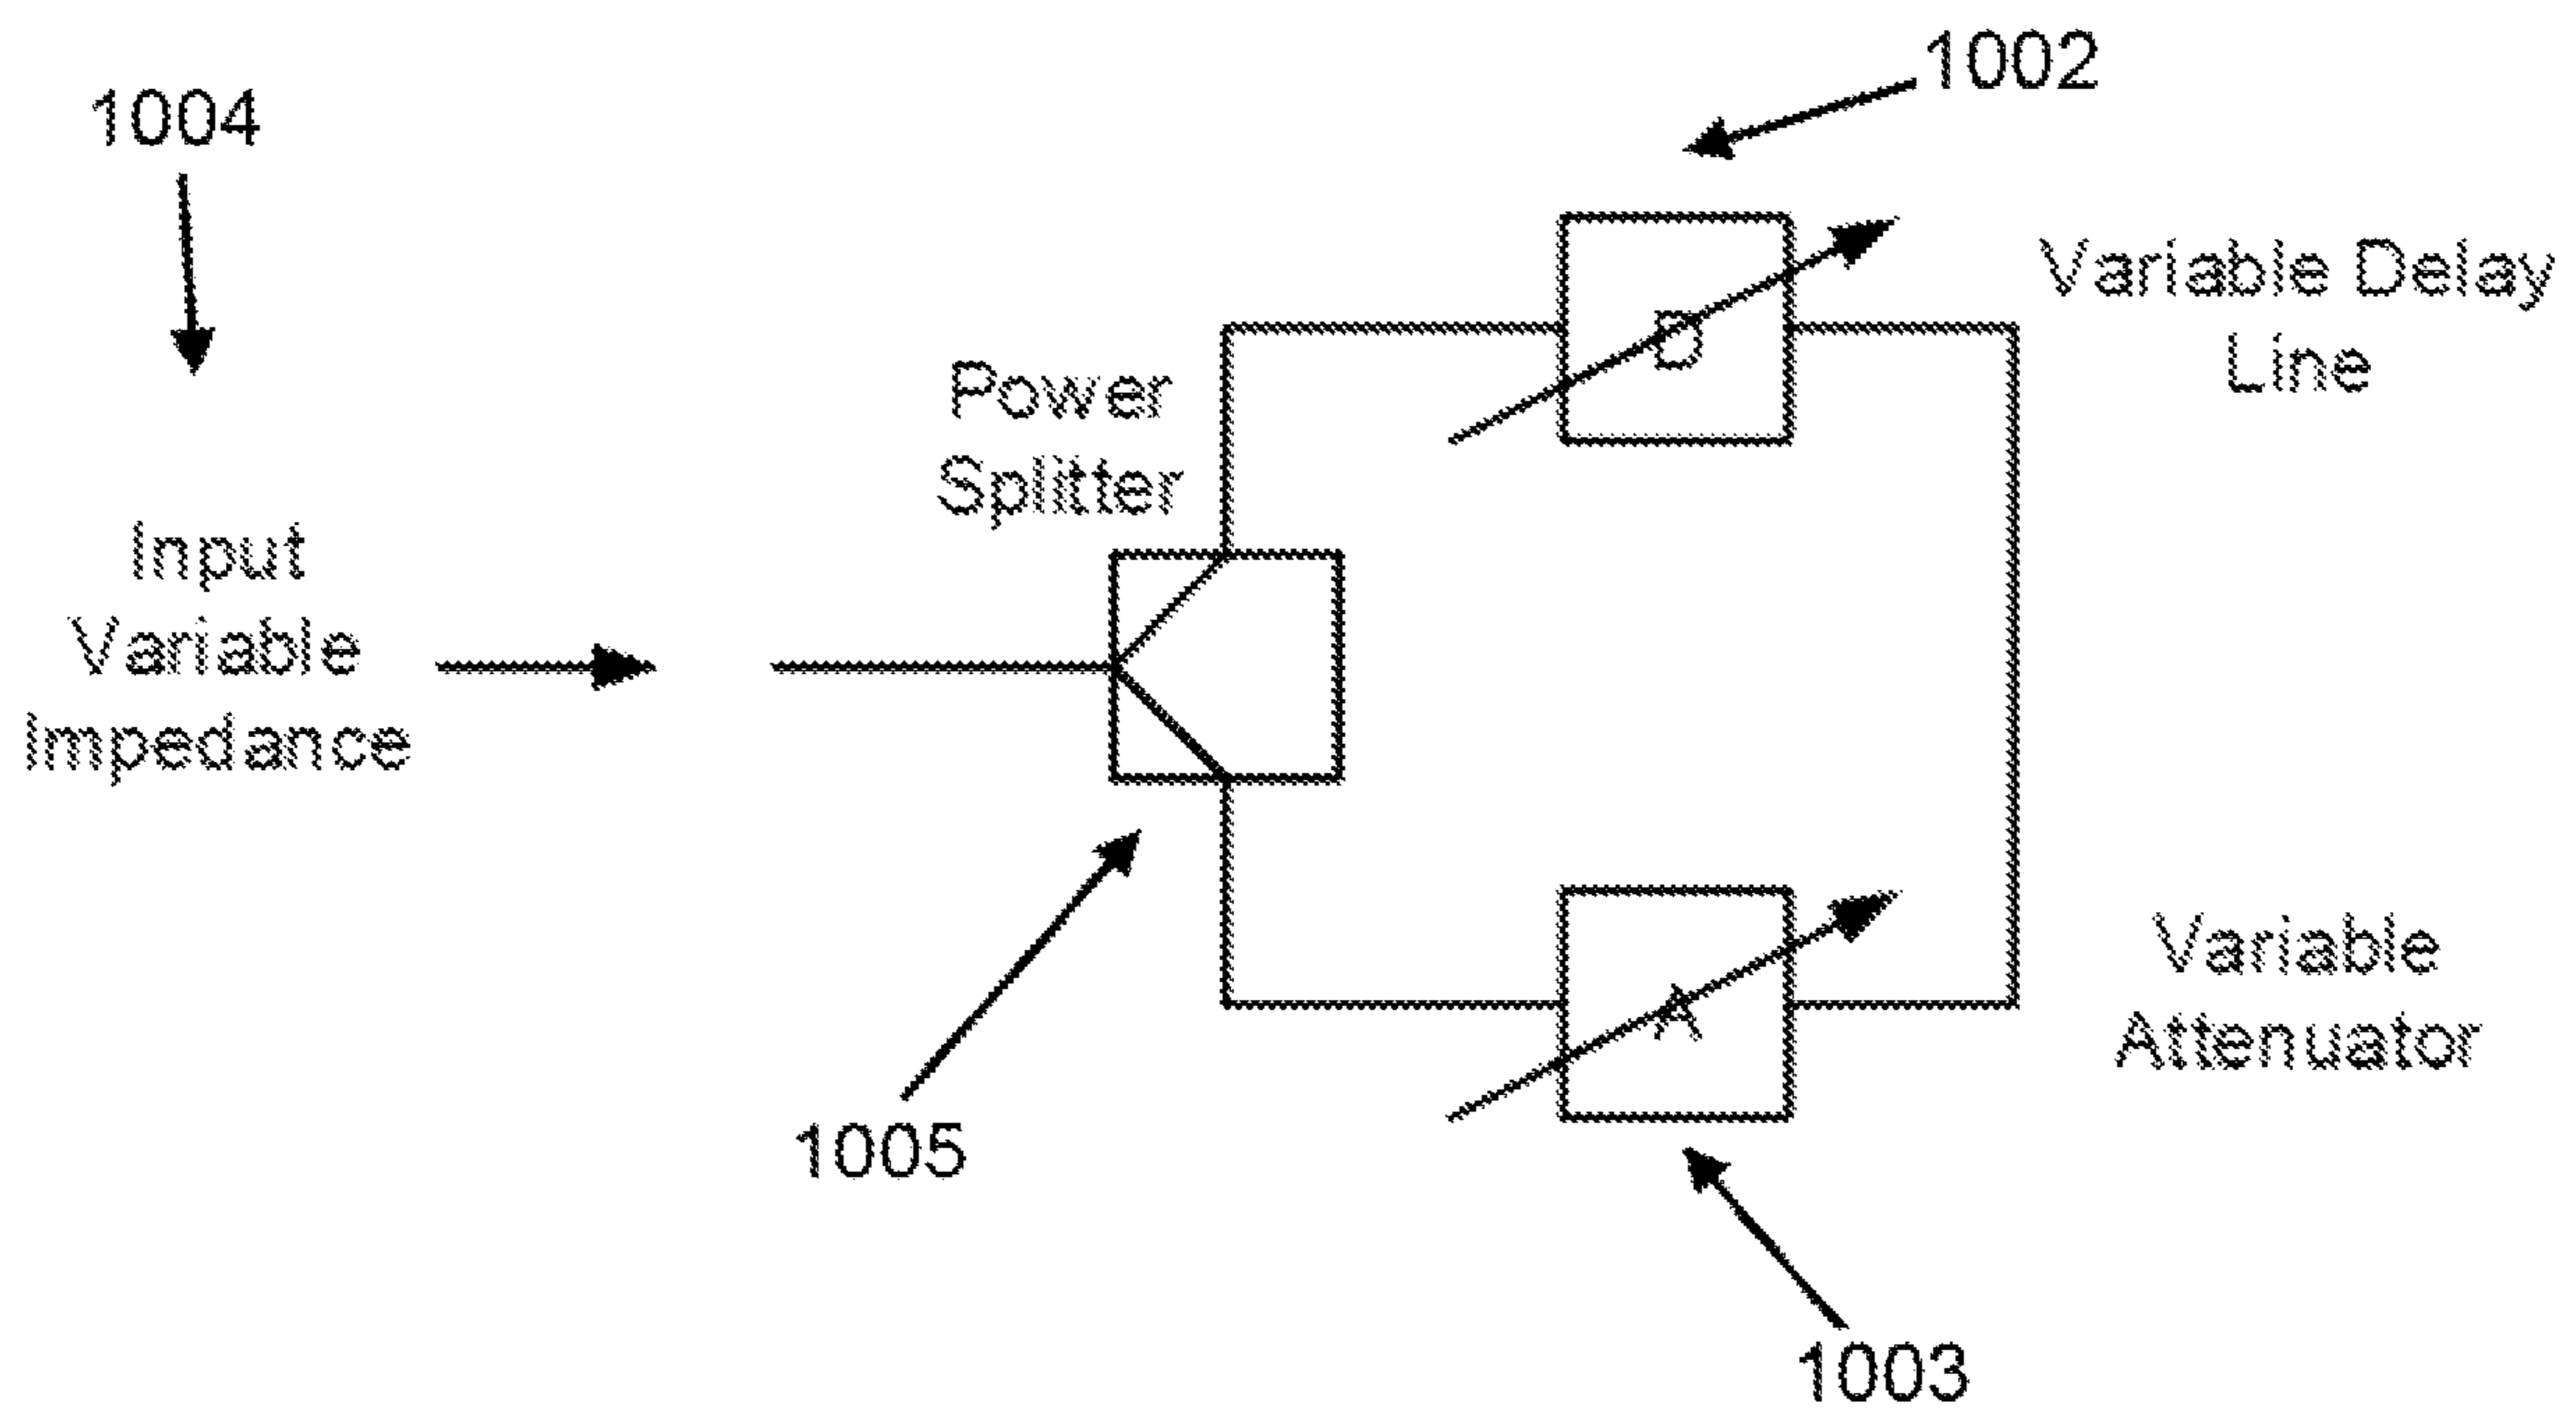 1004
1002
Variable Delay
Line
Power
Splitter
D
Input
Variable
Impedance
Variable
Attenuator
A
1005
1003